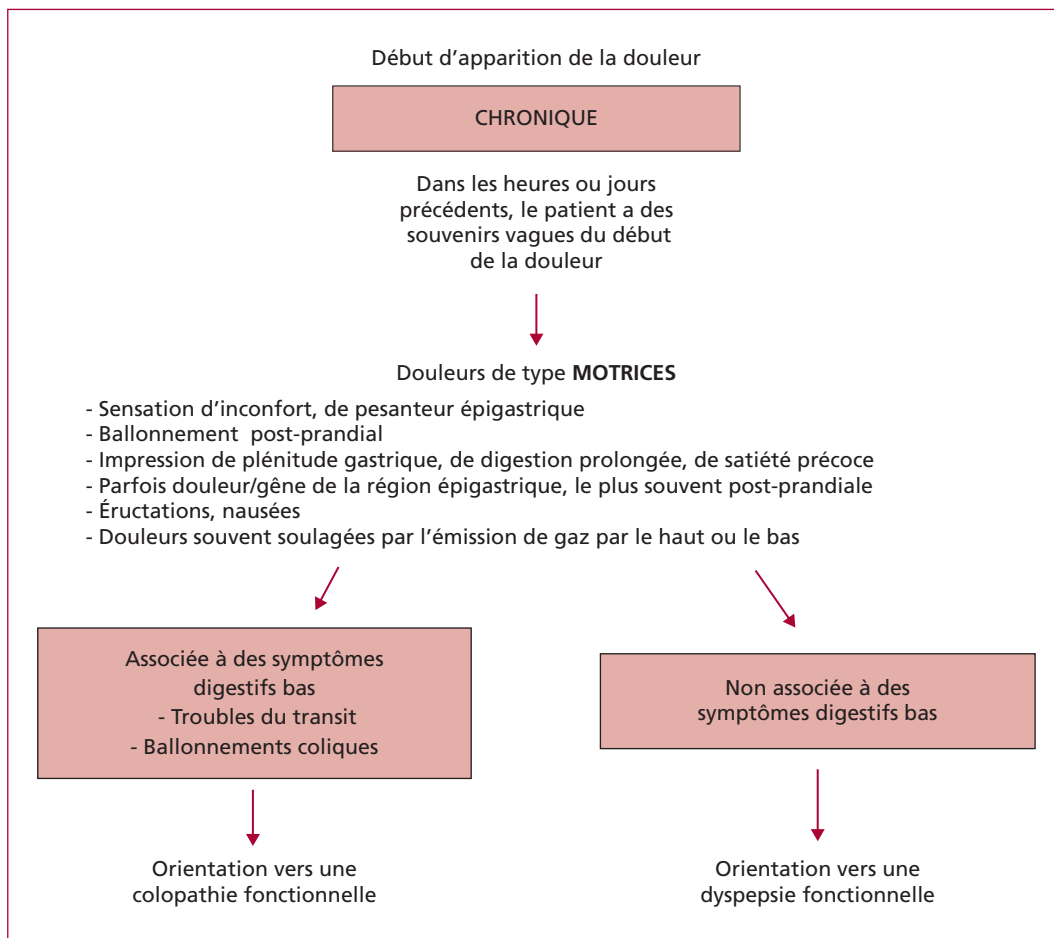 Début d’apparition de la douleur
CHRONIQUE
Dans les heures ou jours
précédents, le patient a des
souvenirs vagues du début
de la douleur
Douleurs de type MOTRICES
- Sensation d’inconfort, de pesanteur épigastrique
- Ballonnement post-prandial
- Impression de plénitude gastrique, de digestion prolongée, de satiété précoce
- Parfois douleur/gêne de la région épigastrique, le plus souvent post-prandiale
- Éructations, nausées
- Douleurs souvent soulagées par l’émission de gaz par le haut ou le bas
Associée à des symptômes
digestifs bas
- Troubles du transit
- Ballonnements coliques
Non associée à des
symptômes digestifs bas
Orientation vers une
colopathie fonctionnelle
Orientation vers une
dyspepsie fonctionnelle